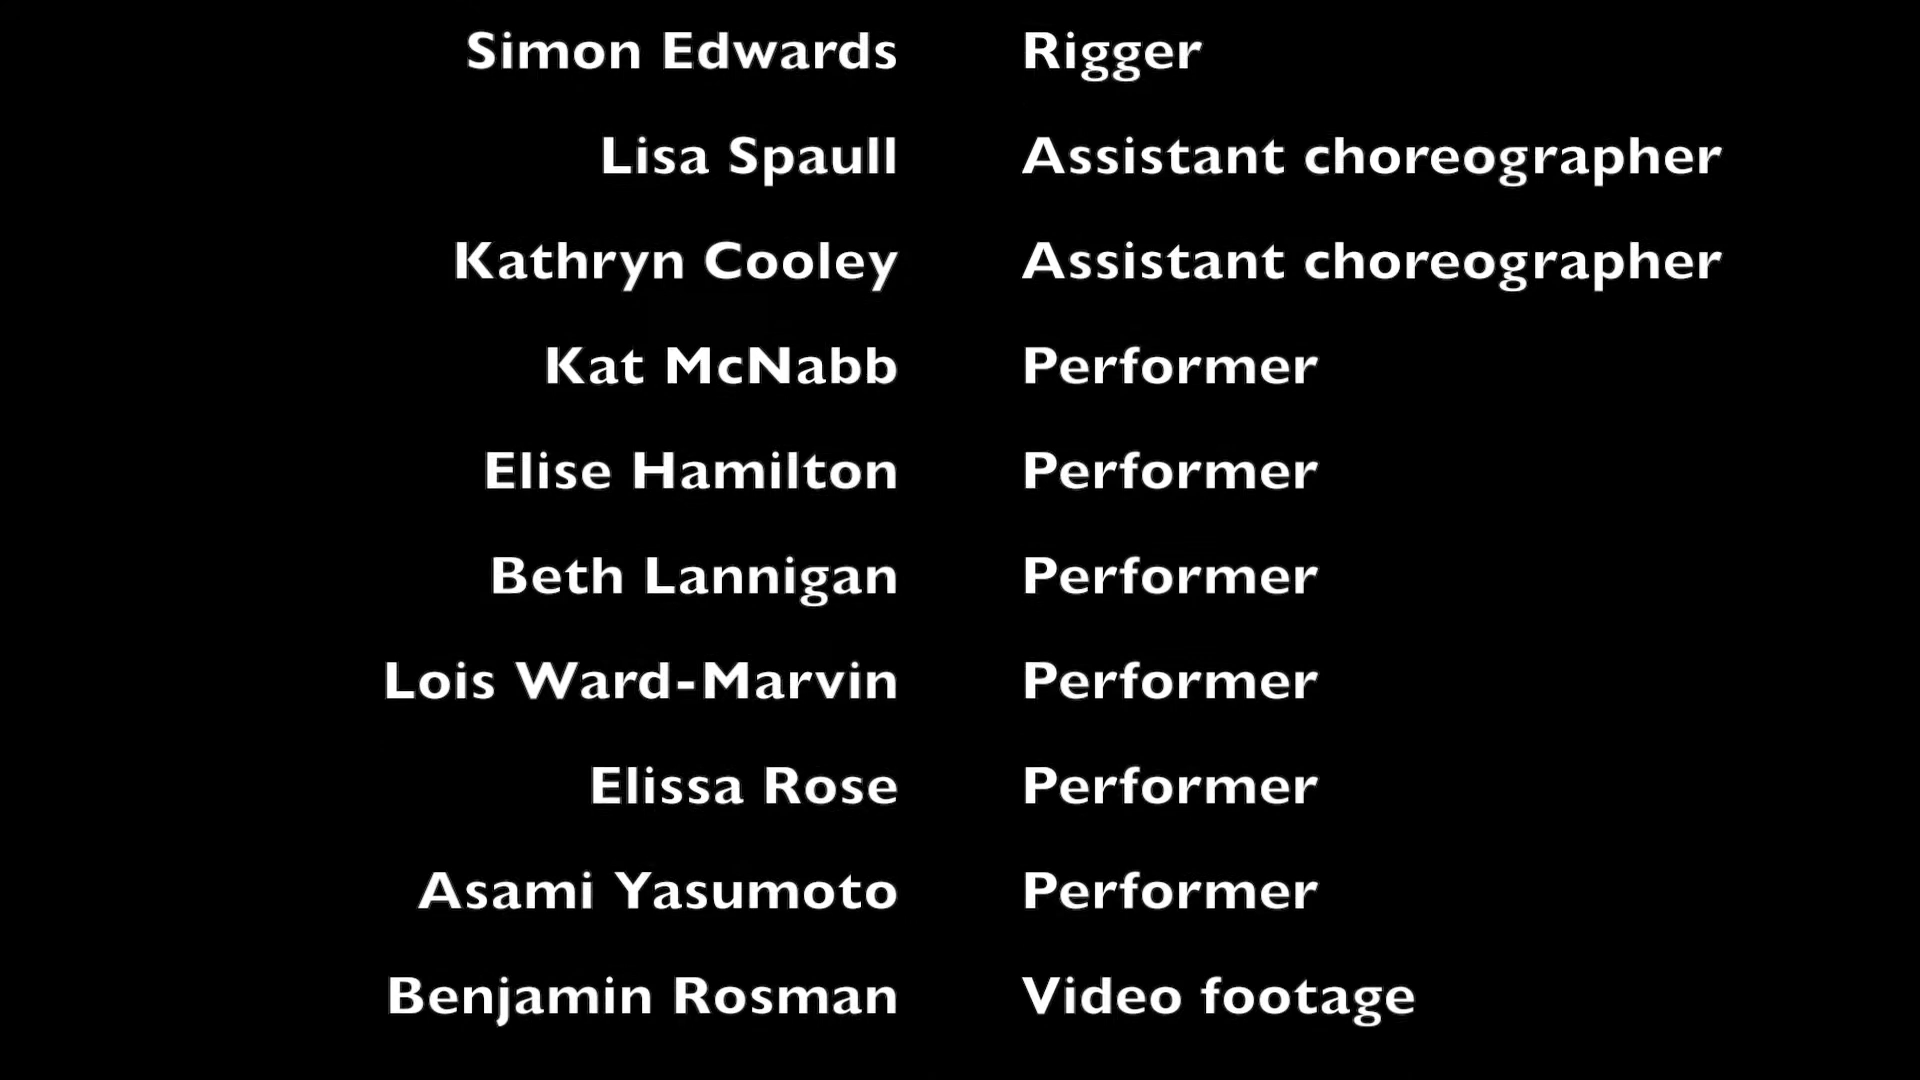 Simon Edwards Rigger
Lisa Spaull Assistant choreographer
Kathryn Cooley Assistant choreographer
Kat McNabb Performer
Elise Hamilton Performer
Beth Lannigan Performer
Lois Ward-Marvin Performer
Elissa Rose Performer
Asami Yasumoto Performer
Benjamin Rosman Video footage